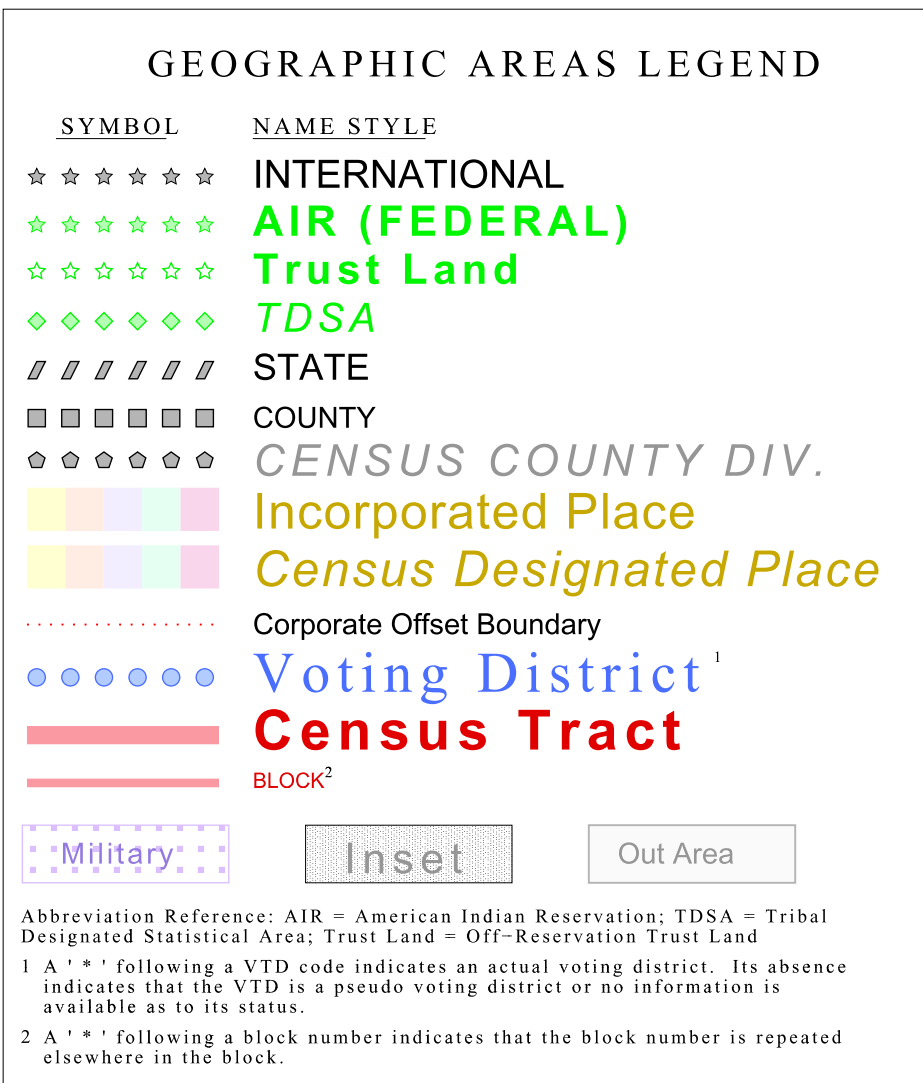 GEOGRAPHIC AREAS LEGEND
SYMBOL NAME STYLE
INTERNATIONAL
AIR (FEDERAL)
Trust Land
TDSA
STATE
COUNTY
CENSUS COUNTY DIV.
Incorporated Place
Census Designated Place
Corporate Offset Boundary
Voting District 1
Census Tract
BLOCK2
Military Inset Out Area
Abbreviation Reference: AIR = American Indian Reservation; TDSA = Tribal
Designated Statistical Area; Trust Land = Off−Reservation Trust Land
1 A ' * ' following a VTD code indicates an actual voting district. Its absence
indicates that the VTD is a pseudo voting district or no information is
available as to its status.
2 A ' * ' following a block number indicates that the block number is repeated
elsewhere in the block.